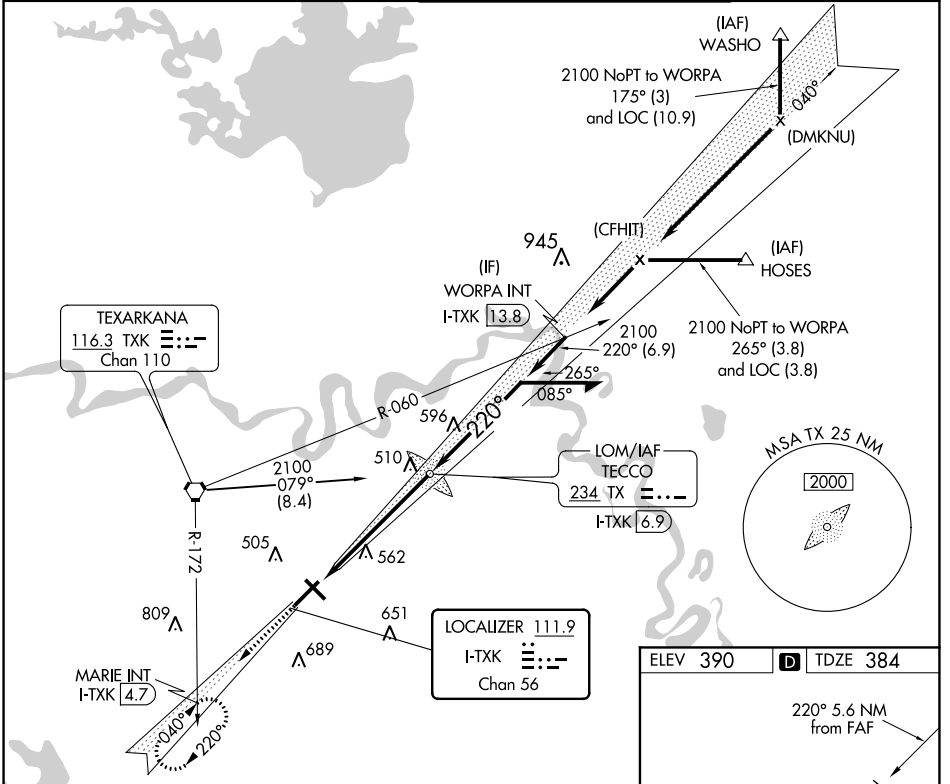 (IAF)
WASHO
2100 NoPT to WORPA
175° (3)
and LOC (10.9)
040°
(DMKNU)
(CFHIT)
945
(IAF)
HOSES
(IF)
WORPA INT
I-TXK 13.8
TEXARKANA
116.3 TXK
Chan 110
2100
220° (6.9)
2100 NoPT to WORPA
265° (3.8)
and LOC (3.8)
265°
085°
R-060
596
220°
MSA TX 25 NM
2000
510
LOM/IAF
TECCO
234 TX
I-TXK 6.9
2100
079°
(8.4)
R-172
505
562
809
651
689
LOCALIZER 111.9
I-TXK
Chan 56
MARIE INT
I-TXK 4.7
040°
220°
ELEV 390 D TDZE 384
220° 5.6 NM
from FAF